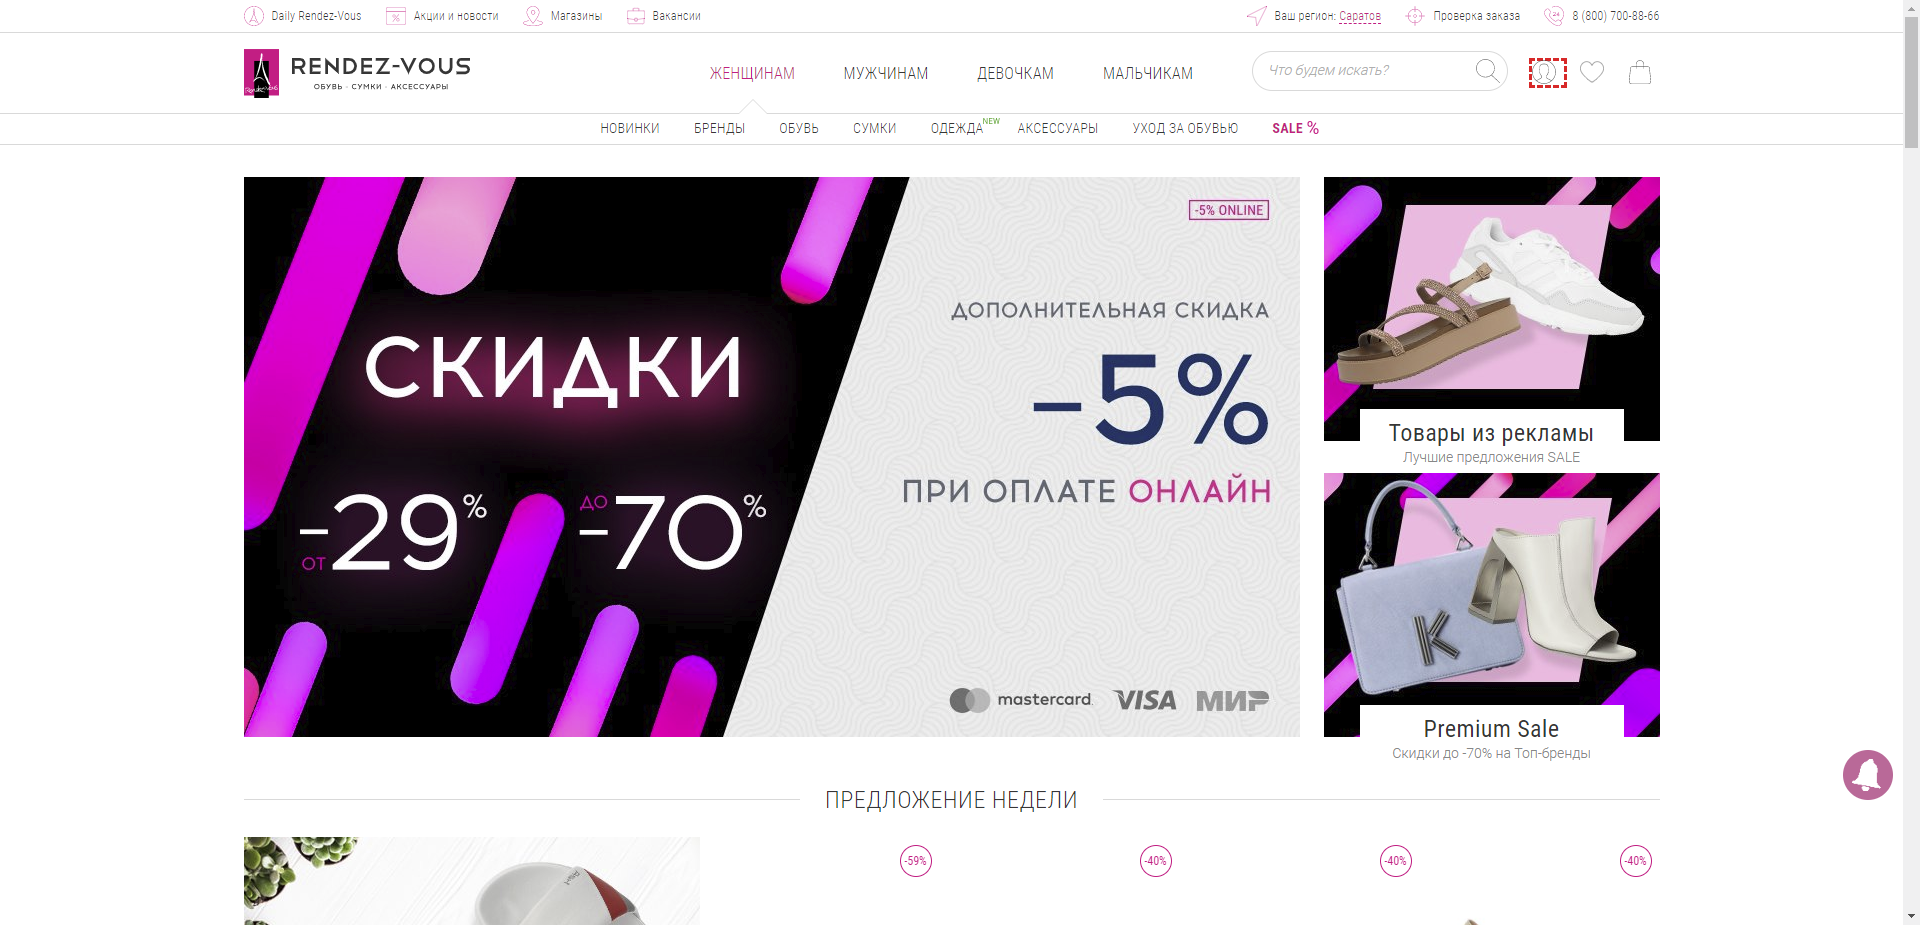 Daily Rendez-Vous
Акции и новости
Магазины
Вакансии
Ваш регион: Саратов
Проверка заказа
8 (800) 700-88-66
RENDEZ-VOUS
ОБУВЬ · СУМКИ · АКСЕССУАРЫ
ЖЕНЩИНАМ
МУЖЧИНАМ
ДЕВОЧКАМ
МАЛЬЧИКАМ
Что будем искать?
НОВИНКИ
БРЕНДЫ
ОБУВЬ
СУМКИ
ОДЕЖДА NEW
АКСЕССУАРЫ
УХОД ЗА ОБУВЬЮ
SALE %
СКИДКИ
ОТ -29%
ДО -70%
-5% ONLINE
ДОПОЛНИТЕЛЬНАЯ СКИДКА
-5%
ПРИ ОПЛАТЕ ОНЛАЙН
mastercard.
VISA
МИР
Товары из рекламы
Лучшие предложения SALE
K
Premium Sale
Скидки до -70% на Топ-бренды
ПРЕДЛОЖЕНИЕ НЕДЕЛИ
-59%
-40%
-40%
-40%